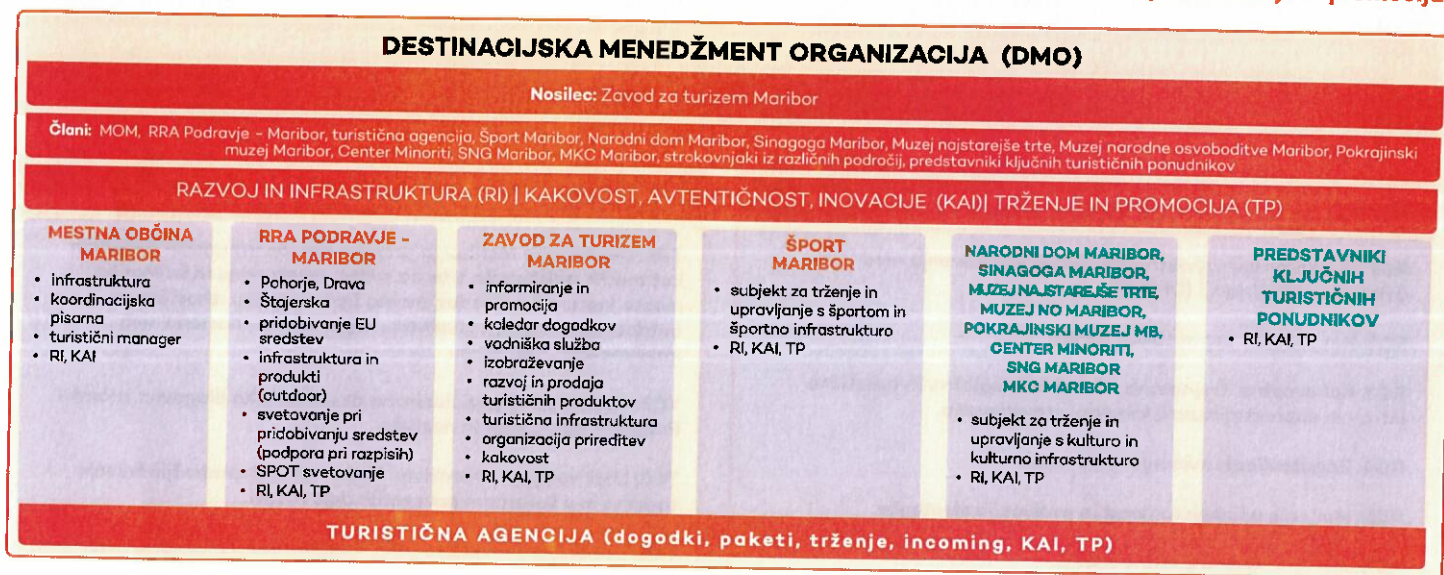 DESTINACIJSKA MENEDŽMENT ORGANIZACIJA (DMO)
Nosilec: Zavod za turizem Maribor
Člani: MOM, RRA Podravje - Maribor, turistična agencija, Šport Maribor, Narodni dom Maribor, Sinagoga Maribor, Muzej najstarejše trte, Muzej narodne osvoboditve Maribor, Pokrajinski
muzej Maribor, Center Minoriti, SNG Maribor, MKC Maribor, strokovnjaki iz različnih področij, predstavniki ključnih turističnih ponudnikov
RAZVOJ IN INFRASTRUKTURA (RI) | KAKOVOST, AVTENTIČNOST, INOVACIJE (KAI)| TRŽENJE IN PROMOCIJA (TP)
MESTNA OBČINA
MARIBOR
• infrastruktura
• koordinacijska
pisarna
• turistični manager
• RI, KAI
RRA PODRAVJE –
MARIBOR
• Pohorje, Drava
• Štajerska
• pridobivanje EU
sredstev
• infrastruktura in
produkti
(outdoor)
• svetovanje pri
pridobivanju sredstev
(podpora pri razpisih)
• SPOT svetovanje
• RI, KAI, TP
ZAVOD ZA TURIZEM
MARIBOR
• informiranje in
promocija
• koledar dogodkov
• vodniška služba
• izobraževanje
• razvoj in prodaja
turističnih produktov
• turistična infrastruktura
• organizacija prireditev
• kakovost
• RI, KAI, TP
ŠPORT
MARIBOR
• subjekt za trženje in
upravljanje s športom in
športno infrastrukturo
• RI, KAI, TP
NARODNI DOM MARIBOR,
SINAGOGA MARIBOR,
MUZEJ NAJSTAREJŠE TRTE,
MUZEJ NO MARIBOR,
POKRAJINSKI MUZEJ MB,
CENTER MINORITI,
SNG MARIBOR
MKC MARIBOR
• subjekt za trženje in
upravljanje s kulturo in
kulturno infrastrukturo
• RI, KAI, TP
PREDSTAVNIKI
KLJUČNIH
TURISTIČNIH
PONUDNIKOV
• RI, KAI, TP
TURISTIČNA AGENCIJA (dogodki, paketi, trženje, incoming, KAI, TP)